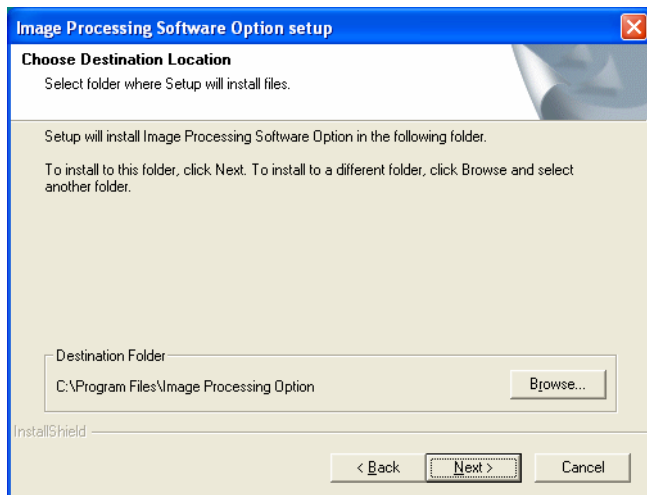 Image Processing Software Option setup
Choose Destination Location
Select folder where Setup will install files.
Setup will install Image Processing Software Option in the following folder.
To install to this folder, click Next. To install to a different folder, click Browse and select
another folder.
Destination Folder
C:\Program Files\Image Processing Option
Browse...
InstallShield
< Back
Next >
Cancel